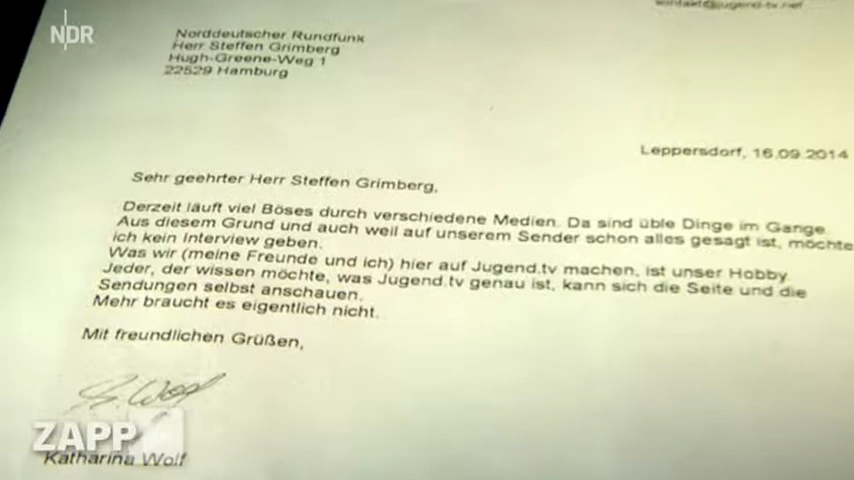 NDR
kontakt@jugend-tv.net
Norddeutscher Rundfunk
Herr Steffen Grimberg
Hugh-Greene-Weg 1
22529 Hamburg
Leppersdorf, 16.09.2014
Sehr geehrter Herr Steffen Grimberg,
Derzeit läuft viel Böses durch verschiedene Medien. Da sind üble Dinge im Gange.
Aus diesem Grund und auch weil auf unserem Sender schon alles gesagt ist, möchte
ich kein Interview geben.
Was wir (meine Freunde und ich) hier auf Jugend.tv machen, ist unser Hobby.
Jeder, der wissen möchte, was Jugend.tv genau ist, kann sich die Seite und die
Sendungen selbst anschauen.
Mehr braucht es eigentlich nicht.
Mit freundlichen Grüßen,
ZAPP
Katharina Wolf